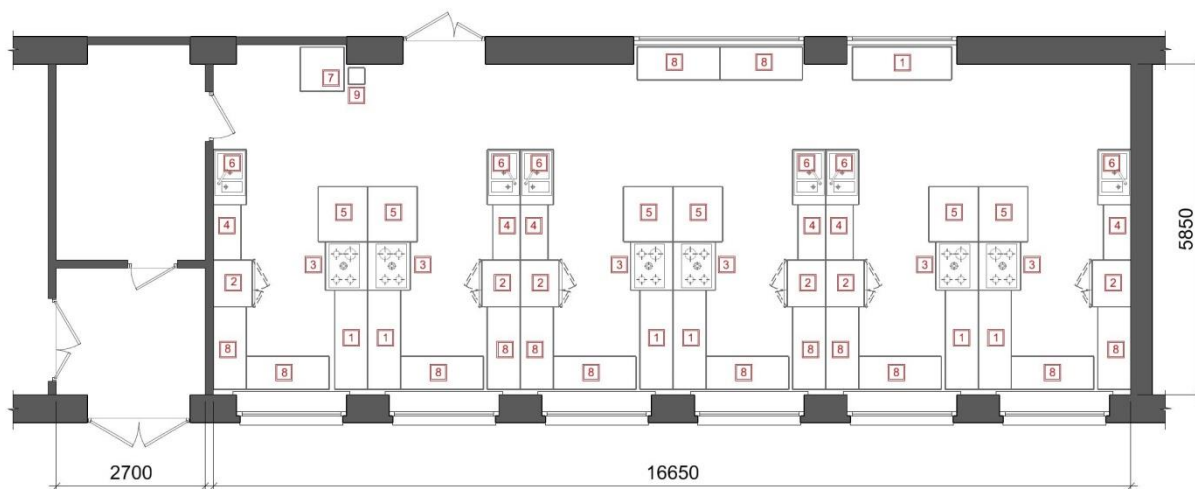 8 8 1
7
9
6 6 6 6 6 6
5 5 5 5 5 5
4 4 4 4 4 4
3 3 3 3 3 3
2 2 2 2 2 2
1 1 1 1 1 1
8 8 8 8 8 8
8 8 8 8 8 8
5850
2700 16650